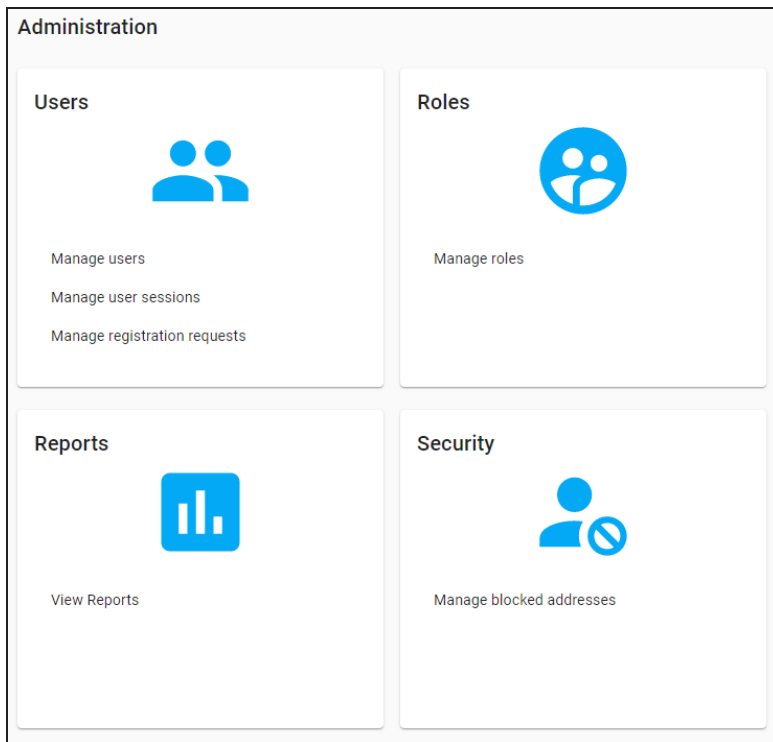 Administration
Users
Manage users
Manage user sessions
Manage registration requests
Roles
Manage roles
Reports
View Reports
Security
Manage blocked addresses